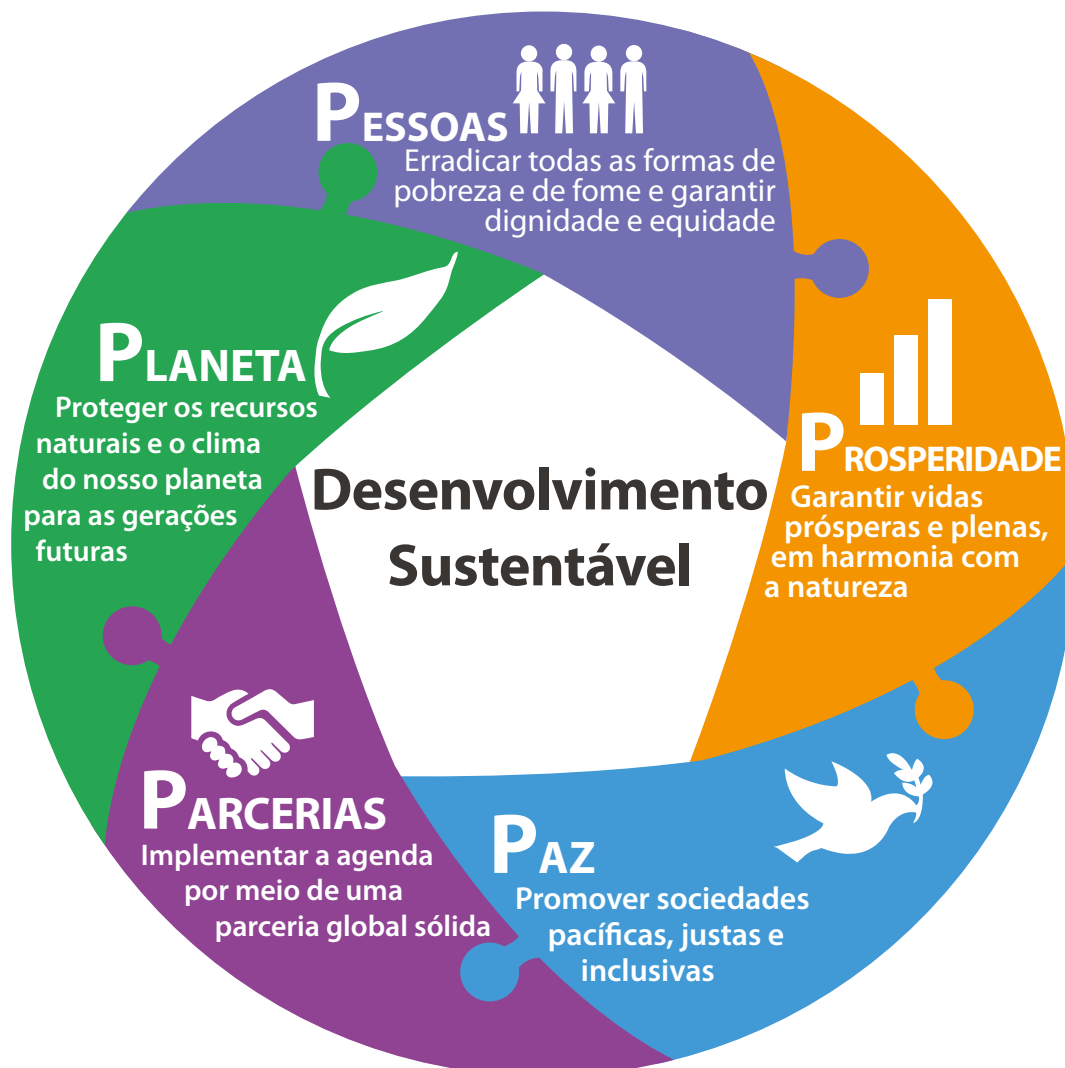 PESSOAS
Erradicar todas as formas de
pobreza e de fome e garantir
dignidade e equidade
PROSPERIDADE
Garantir vidas
prósperas e plenas,
em harmonia com
a natureza
PAZ
Promover sociedades
pacíficas, justas e
inclusivas
PARCERIAS
Implementar a agenda
por meio de uma
parceria global sólida
PLANETA
Proteger os recursos
naturais e o clima
do nosso planeta
para as gerações
futuras
Desenvolvimento
Sustentável